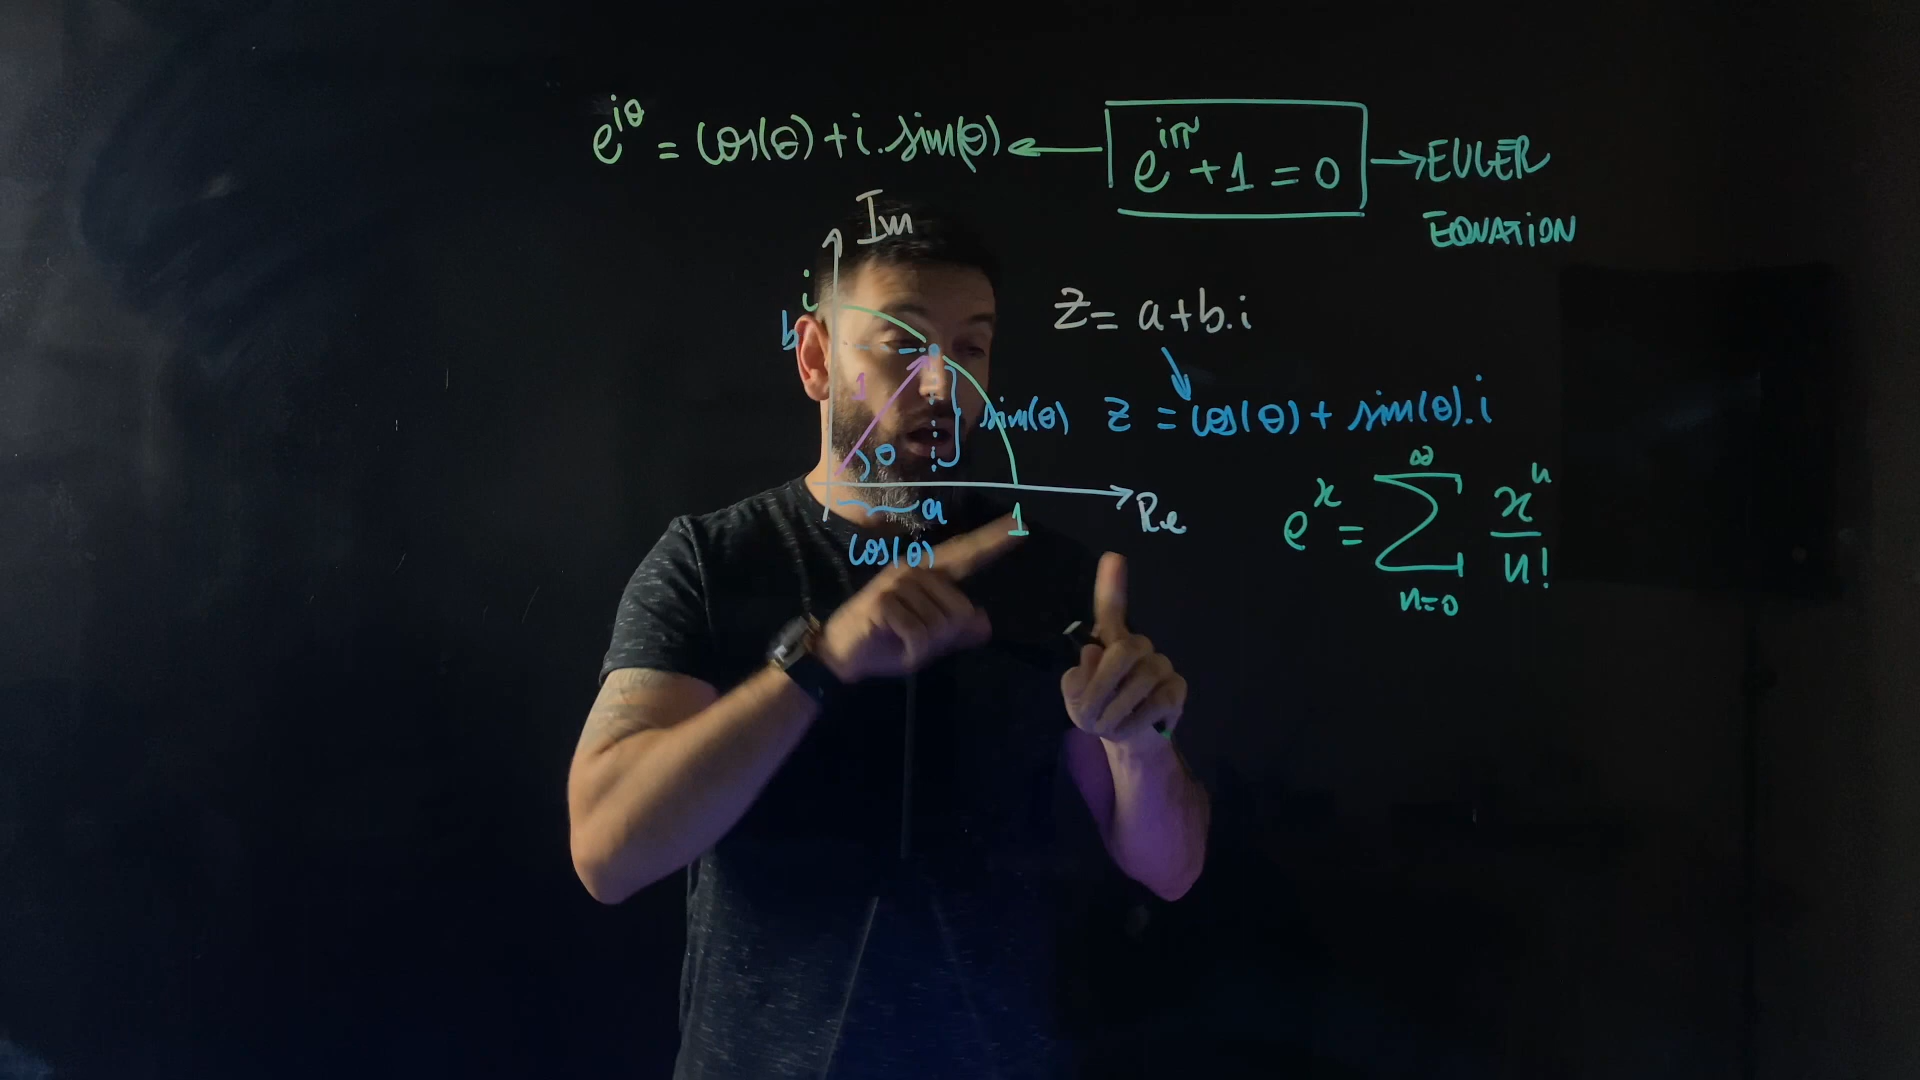 e^{iθ} = cos(θ) + i.sin(θ) ← e^{iπ} + 1 = 0 → EULER
EQUATION
Im
i
b
1
θ
sin(θ)
a
1
Re
cos(θ)
z = a+b.i
z = cos(θ) + sin(θ).i
e^x = ∑_{n=0}^{∞} x^n / n!